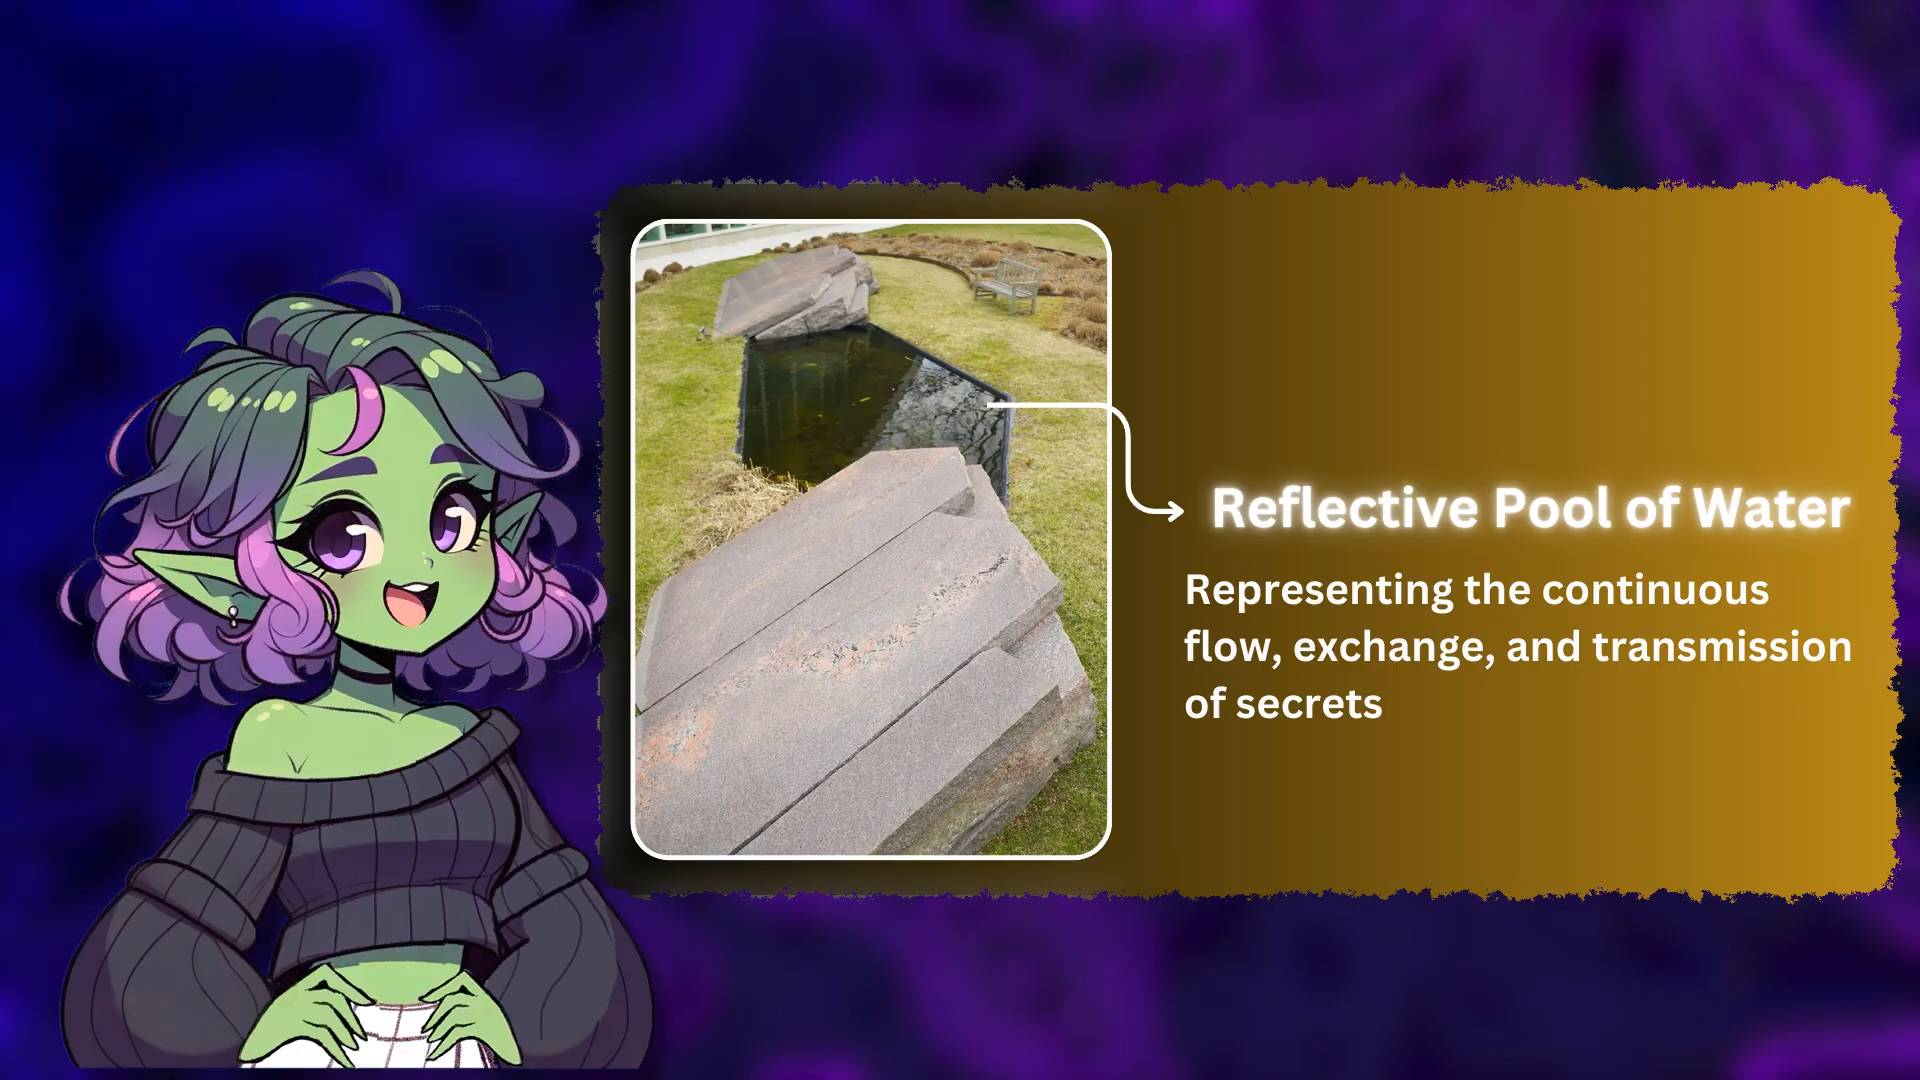 Reflective Pool of Water
Representing the continuous
flow, exchange, and transmission
of secrets